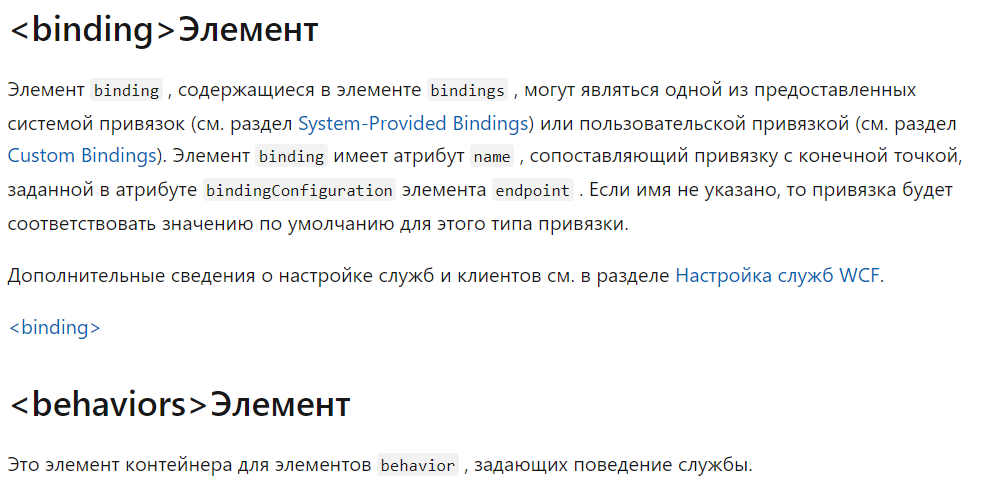 <binding>Элемент
Элемент binding , содержащиеся в элементе bindings , могут являться одной из предоставленных
системой привязок (см. раздел System-Provided Bindings) или пользовательской привязкой (см. раздел
Custom Bindings). Элемент binding имеет атрибут name , сопоставляющий привязку с конечной точкой,
заданной в атрибуте bindingConfiguration элемента endpoint . Если имя не указано, то привязка будет
соответствовать значению по умолчанию для этого типа привязки.
Дополнительные сведения о настройке служб и клиентов см. в разделе Настройка служб WCF.
<binding>
<behaviors>Элемент
Это элемент контейнера для элементов behavior , задающих поведение службы.